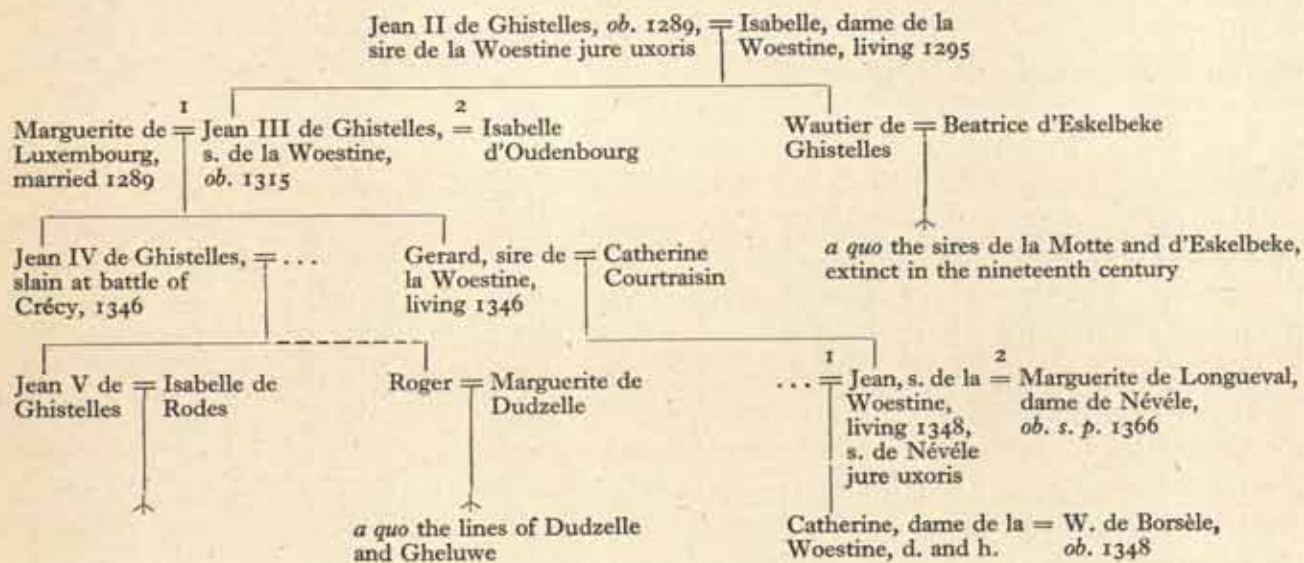 Jean II de Ghistelles, ob. 1289, = Isabelle, dame de la
sire de la Woestine jure uxoris Woestine, living 1295
1 2
Marguerite de = Jean III de Ghistelles, = Isabelle
Luxembourg, s. de la Woestine, d'Oudenbourg
married 1289 ob. 1315
Wautier de = Beatrice d'Eskelbeke
Ghistelles
a quo the sires de la Motte and d'Eskelbeke,
extinct in the nineteenth century
Jean IV de Ghistelles, = ...
slain at battle of
Crécy, 1346
Gerard, sire de = Catherine
la Woestine, Courtraisin
living 1346
Jean V de = Isabelle de
Ghistelles Rodes
Roger = Marguerite de
Dudzelle
a quo the lines of Dudzelle
and Gheluwe
1 2
... = Jean, s. de la = Marguerite de Longueval,
Woestine, dame de Névéle,
living 1348, ob. s. p. 1366
s. de Névéle
jure uxoris
Catherine, dame de la = W. de Borsèle,
Woestine, d. and h. ob. 1348